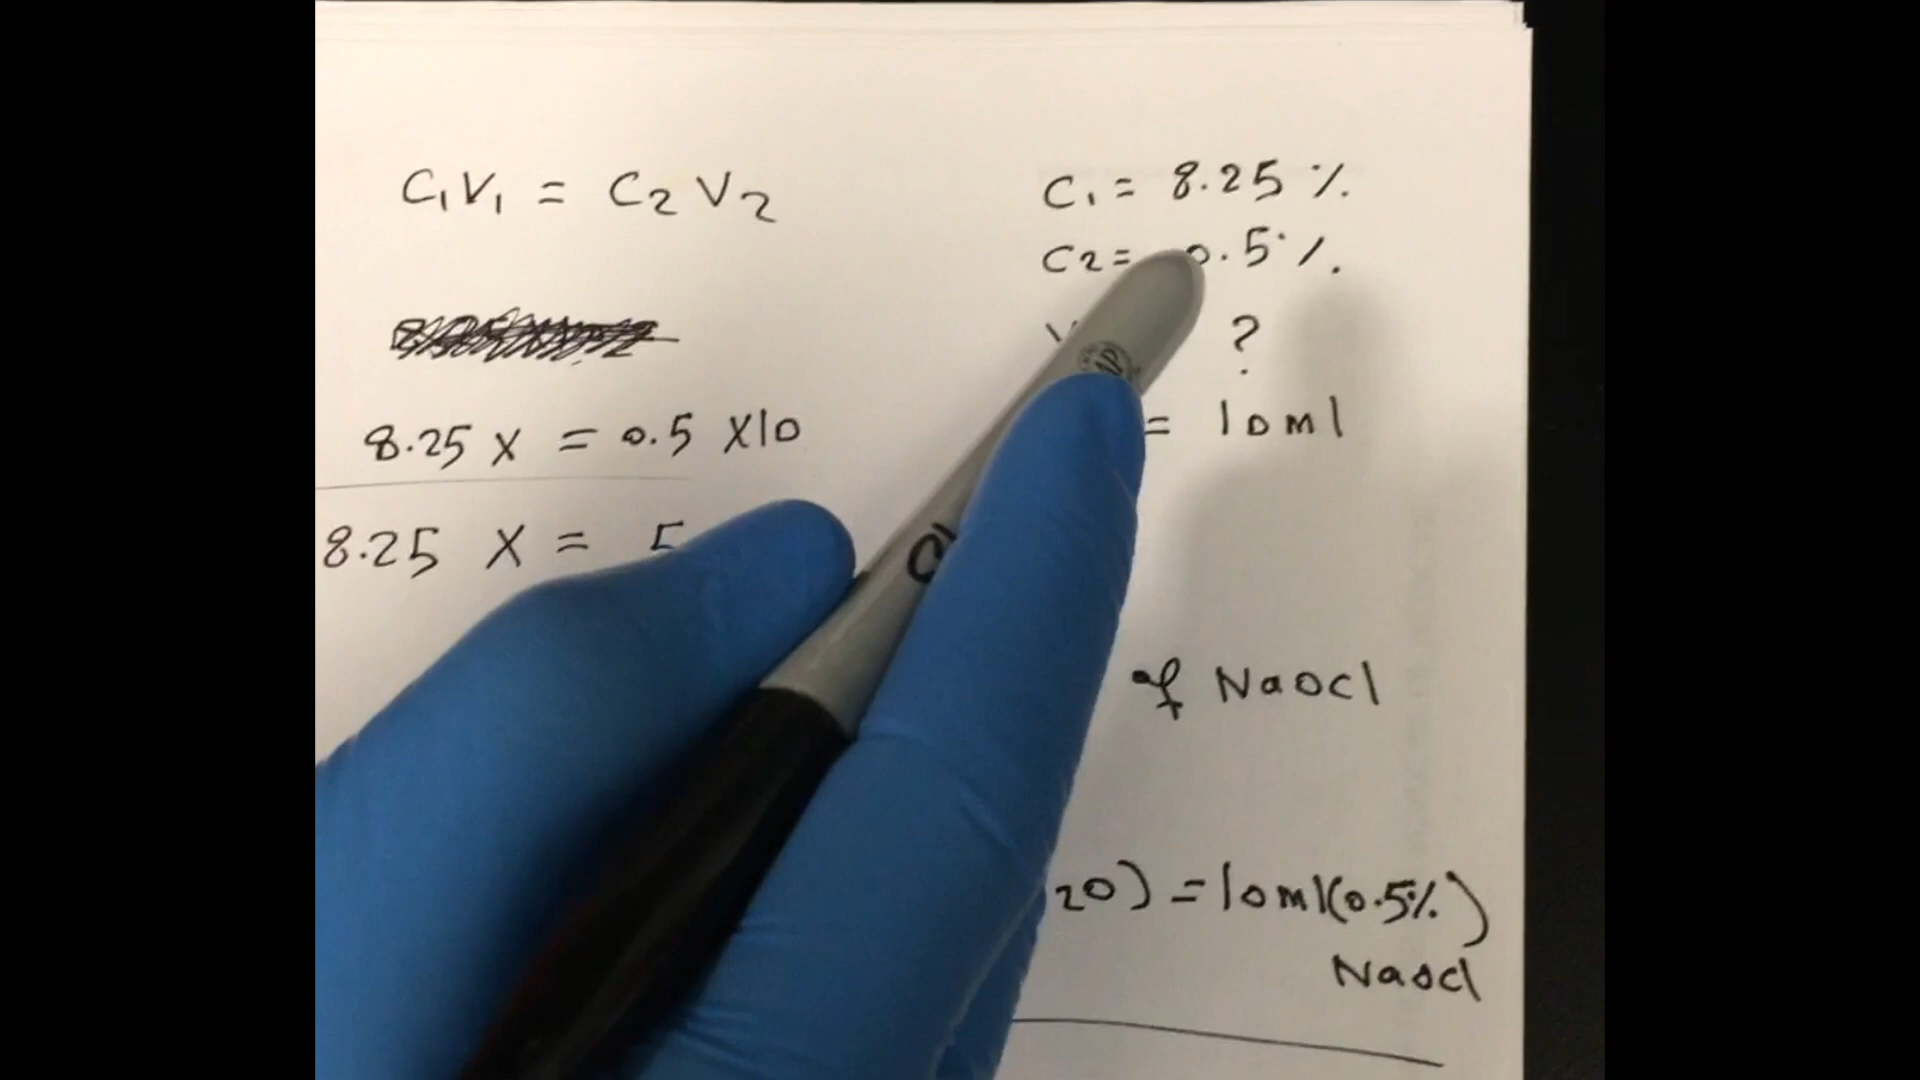 C₁V₁ = C₂V₂
8.25 X = 0.5 X10
8.25 X = 5
C₁ = 8.25 %
C2 = 0.5 %
?
= 10ml
of NaOCl
20) = 10ml(0.5%)
NaOCl